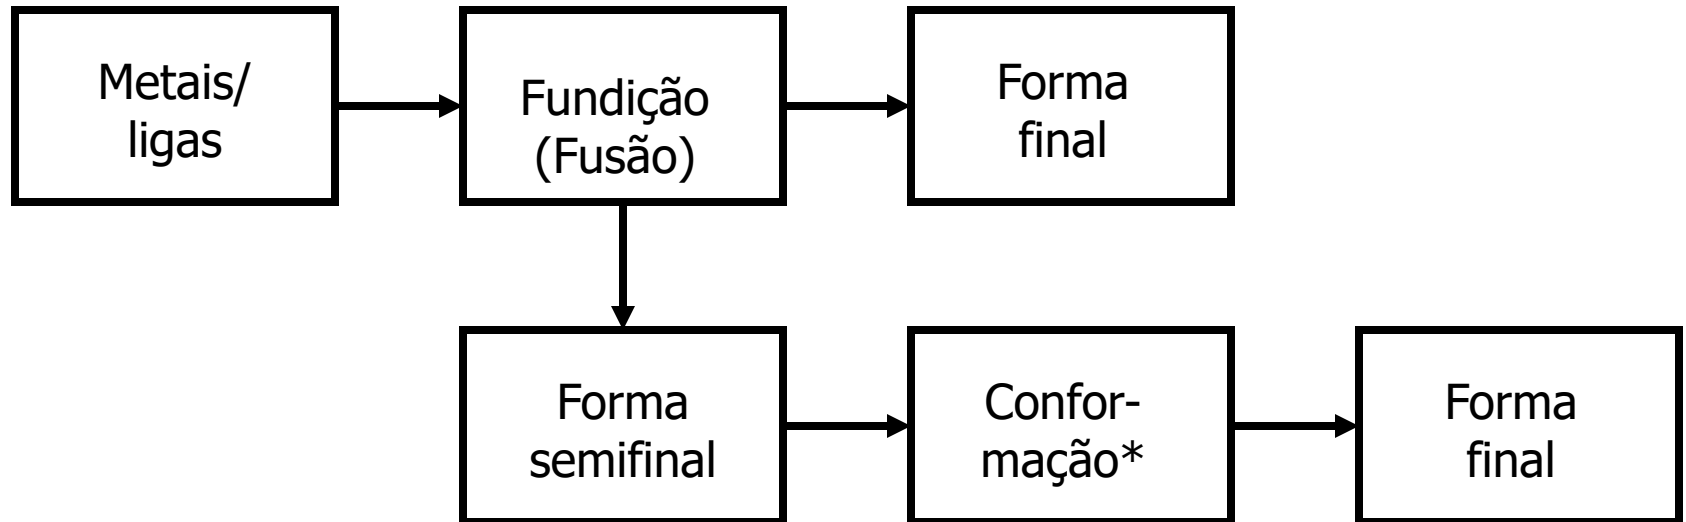 Metais/
ligas
Fundição
(Fusão)
Forma
final
Forma
semifinal
Confor-
mação*
Forma
final